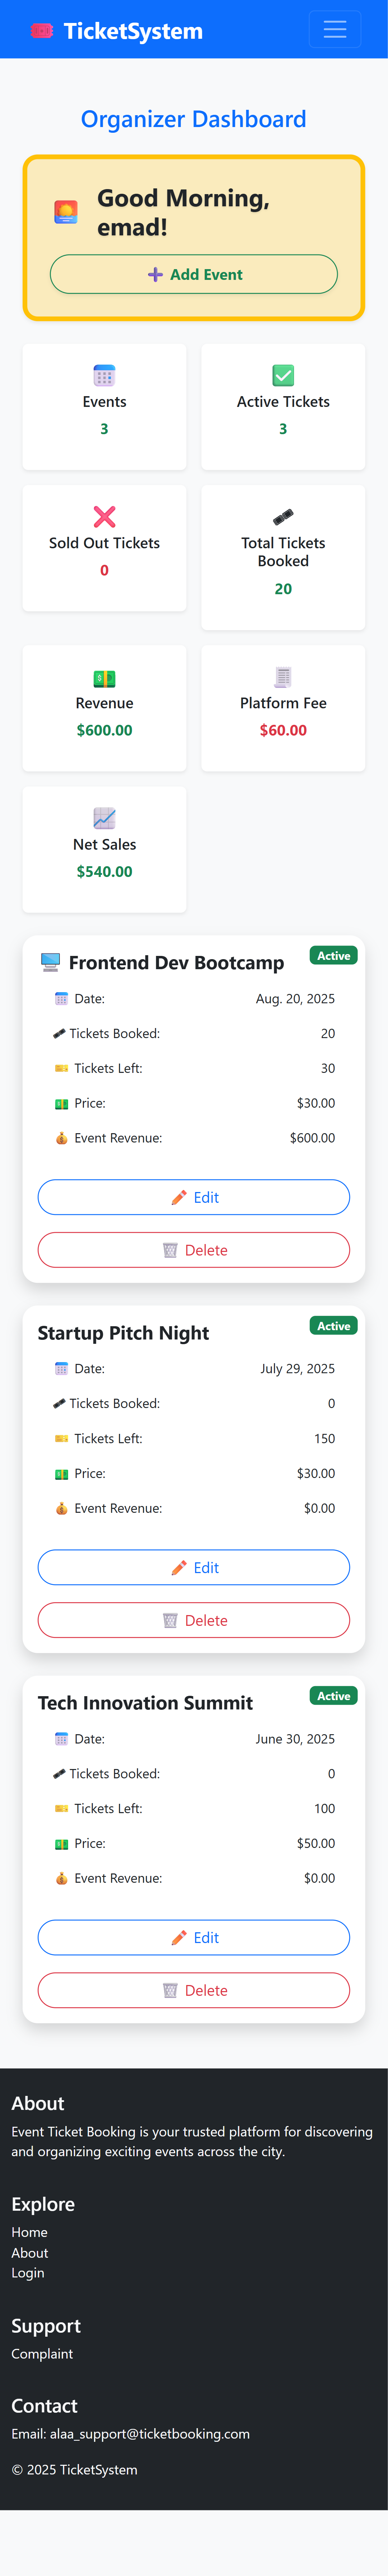 TicketSystem
Organizer Dashboard
Good Morning,
emad!
Add Event
Events
3
Active Tickets
3
Sold Out Tickets
0
Total Tickets
Booked
20
Revenue
$600.00
Platform Fee
$60.00
Net Sales
$540.00
Frontend Dev Bootcamp
Active
Date: Aug. 20, 2025
Tickets Booked: 20
Tickets Left: 30
Price: $30.00
Event Revenue: $600.00
Edit
Delete
Startup Pitch Night
Active
Date: July 29, 2025
Tickets Booked: 0
Tickets Left: 150
Price: $30.00
Event Revenue: $0.00
Edit
Delete
Tech Innovation Summit
Active
Date: June 30, 2025
Tickets Booked: 0
Tickets Left: 100
Price: $50.00
Event Revenue: $0.00
Edit
Delete
About
Event Ticket Booking is your trusted platform for discovering
and organizing exciting events across the city.
Explore
Home
About
Login
Support
Complaint
Contact
Email: alaa_support@ticketbooking.com
© 2025 TicketSystem